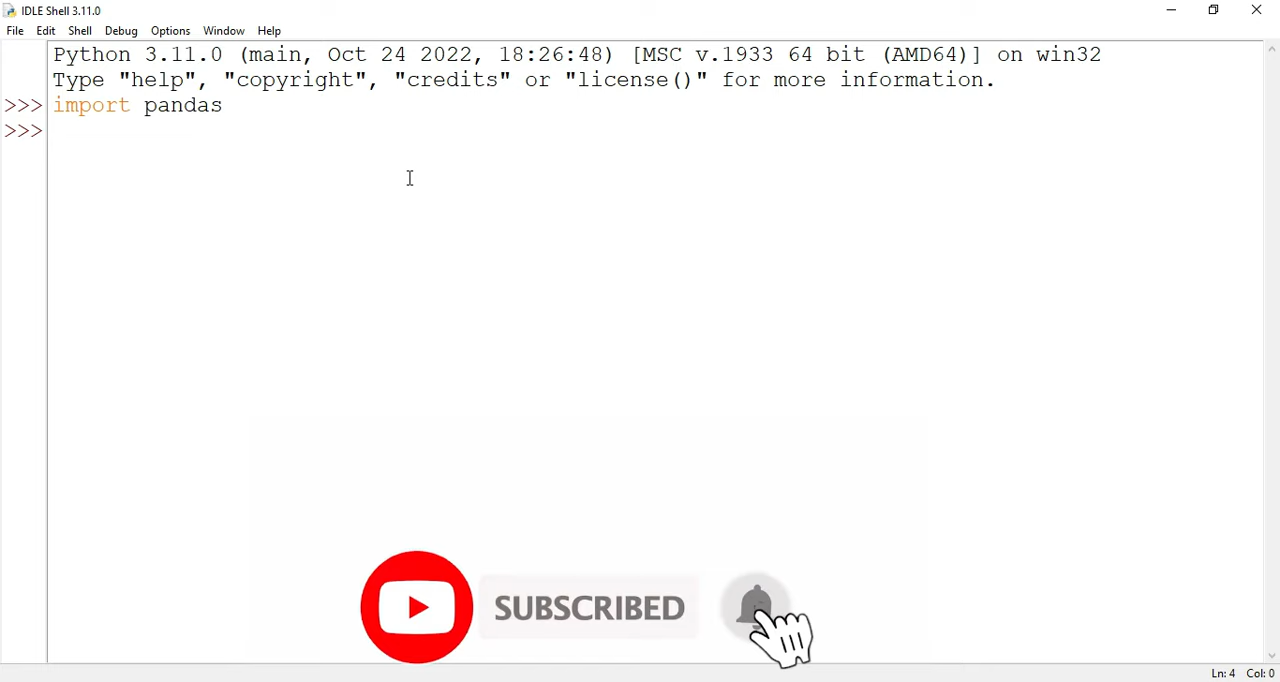 IDLE Shell 3.11.0
File Edit Shell Debug Options Window Help
Python 3.11.0 (main, Oct 24 2022, 18:26:48) [MSC v.1933 64 bit (AMD64)] on win32
Type "help", "copyright", "credits" or "license()" for more information.
>>> import pandas
>>>
SUBSCRIBED
Ln: 4 Col: 0